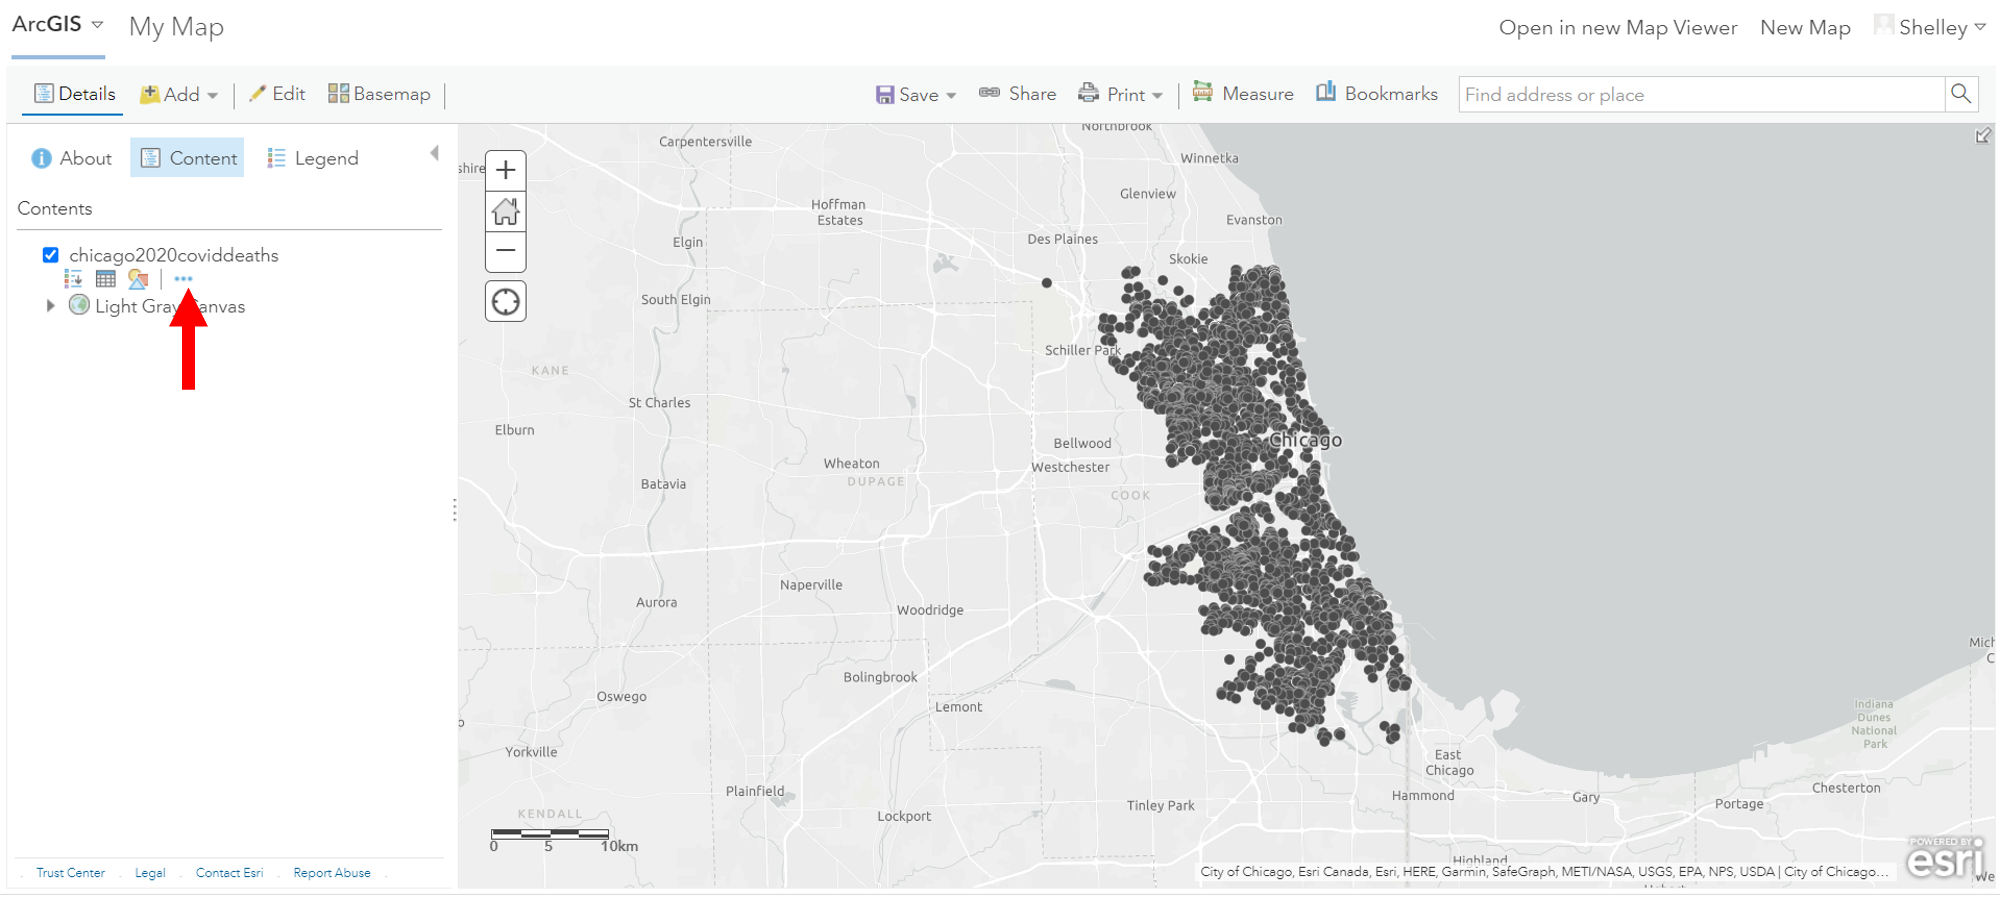 ArcGIS My Map Open in new Map Viewer New Map Shelley
Details Add Edit Basemap Save Share Print Measure Bookmarks Find address or place
About Content Legend
Contents
chicago2020coviddeaths
Light Gray Canvas
Trust Center . Legal . Contact Esri . Report Abuse .
+
−
Northbrook
Carpentersville
Winnetka
shire
Glenview
Hoffman
Estates
Evanston
Des Plaines
Elgin
Skokie
South Elgin
Schiller Park
KANE
St Charles
Elburn
Chicago
Bellwood
Wheaton
Westchester
DUPAGE
Batavia
COOK
Naperville
Aurora
Woodridge
Mich
C
Bolingbrook
Oswego
Lemont
Indiana
Dunes
National
Park
o
Yorkville
East
Chicago
Plainfield
Hammond
Gary
Chesterton
Portage
Tinley Park
KENDALL
Lockport
0 5 10km
Highland
City of Chicago, Esri Canada, Esri, HERE, Garmin, SafeGraph, METI/NASA, USGS, EPA, NPS, USDA | City of Chicago...
POWERED BY
esri
We